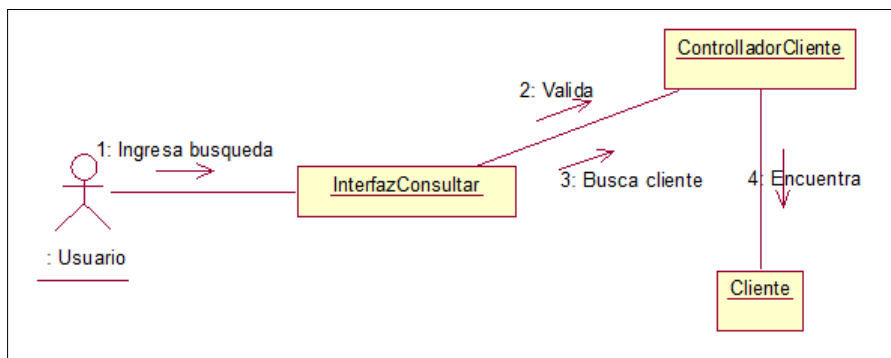 ControlladorCliente
2: Valida
1: Ingresa busqueda
InterfazConsultar
3: Busca cliente
4: Encuentra
: Usuario
Cliente